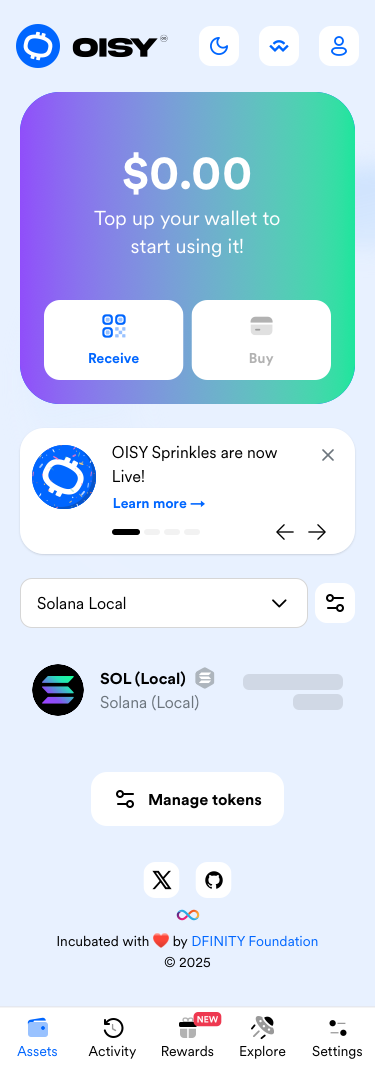 OISY
$0.00
Top up your wallet to
start using it!
Receive
Buy
OISY Sprinkles are now
Live!
Learn more →
Solana Local
SOL (Local)
Solana (Local)
Manage tokens
Incubated with ❤️ by DFINITY Foundation
© 2025
NEW
Assets
Activity
Rewards
Explore
Settings